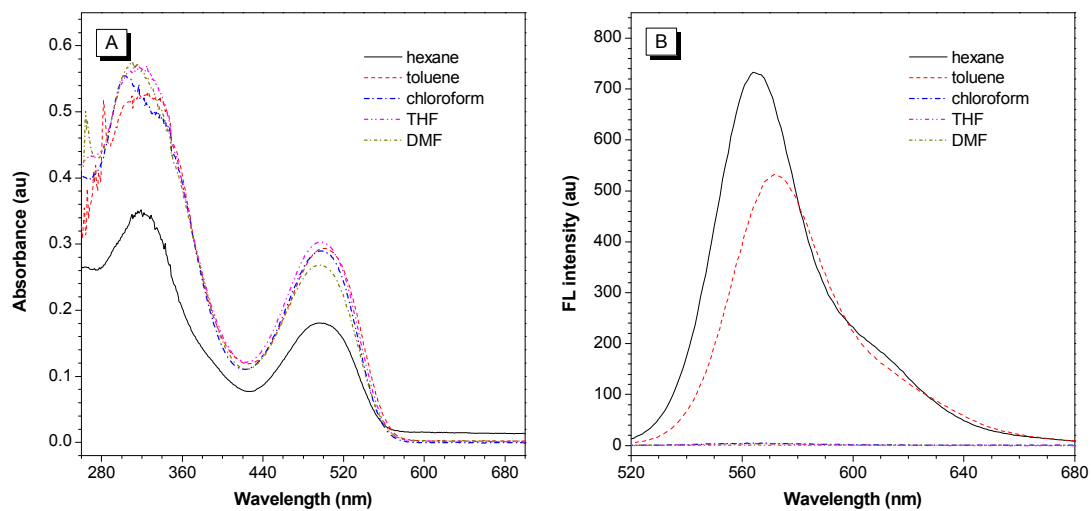 A
hexane
toluene
chloroform
THF
DMF
0.6
0.5
0.4
0.3
0.2
0.1
0.0
Absorbance (au)
280 360 440 520 600 680
Wavelength (nm)
B
hexane
toluene
chloroform
THF
DMF
800
700
600
500
400
300
200
100
0
FL intensity (au)
520 560 600 640 680
Wavelength (nm)